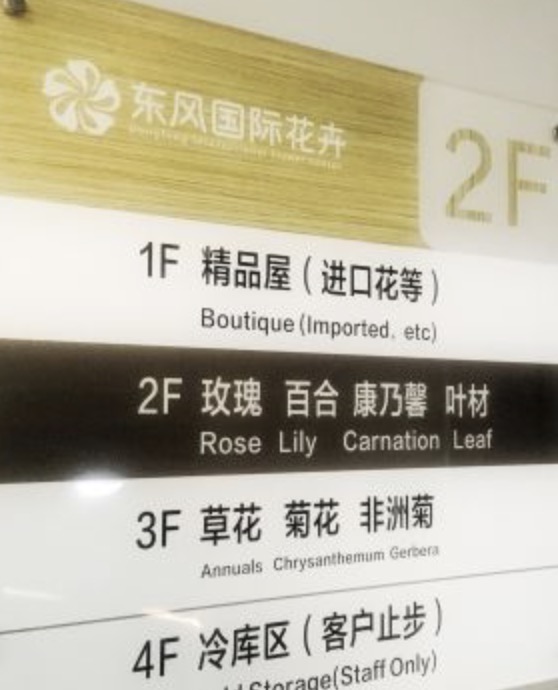 东风国际花卉
2F
1F 精品屋(进口花等)
Boutique(Imported. etc)
2F 玫瑰 百合 康乃馨 叶材
Rose Lily Carnation Leaf
3F 草花 菊花 非洲菊
Annuals Chrysanthemum Gerbera
4F 冷库区(客户止步)
Storage(Staff Only)